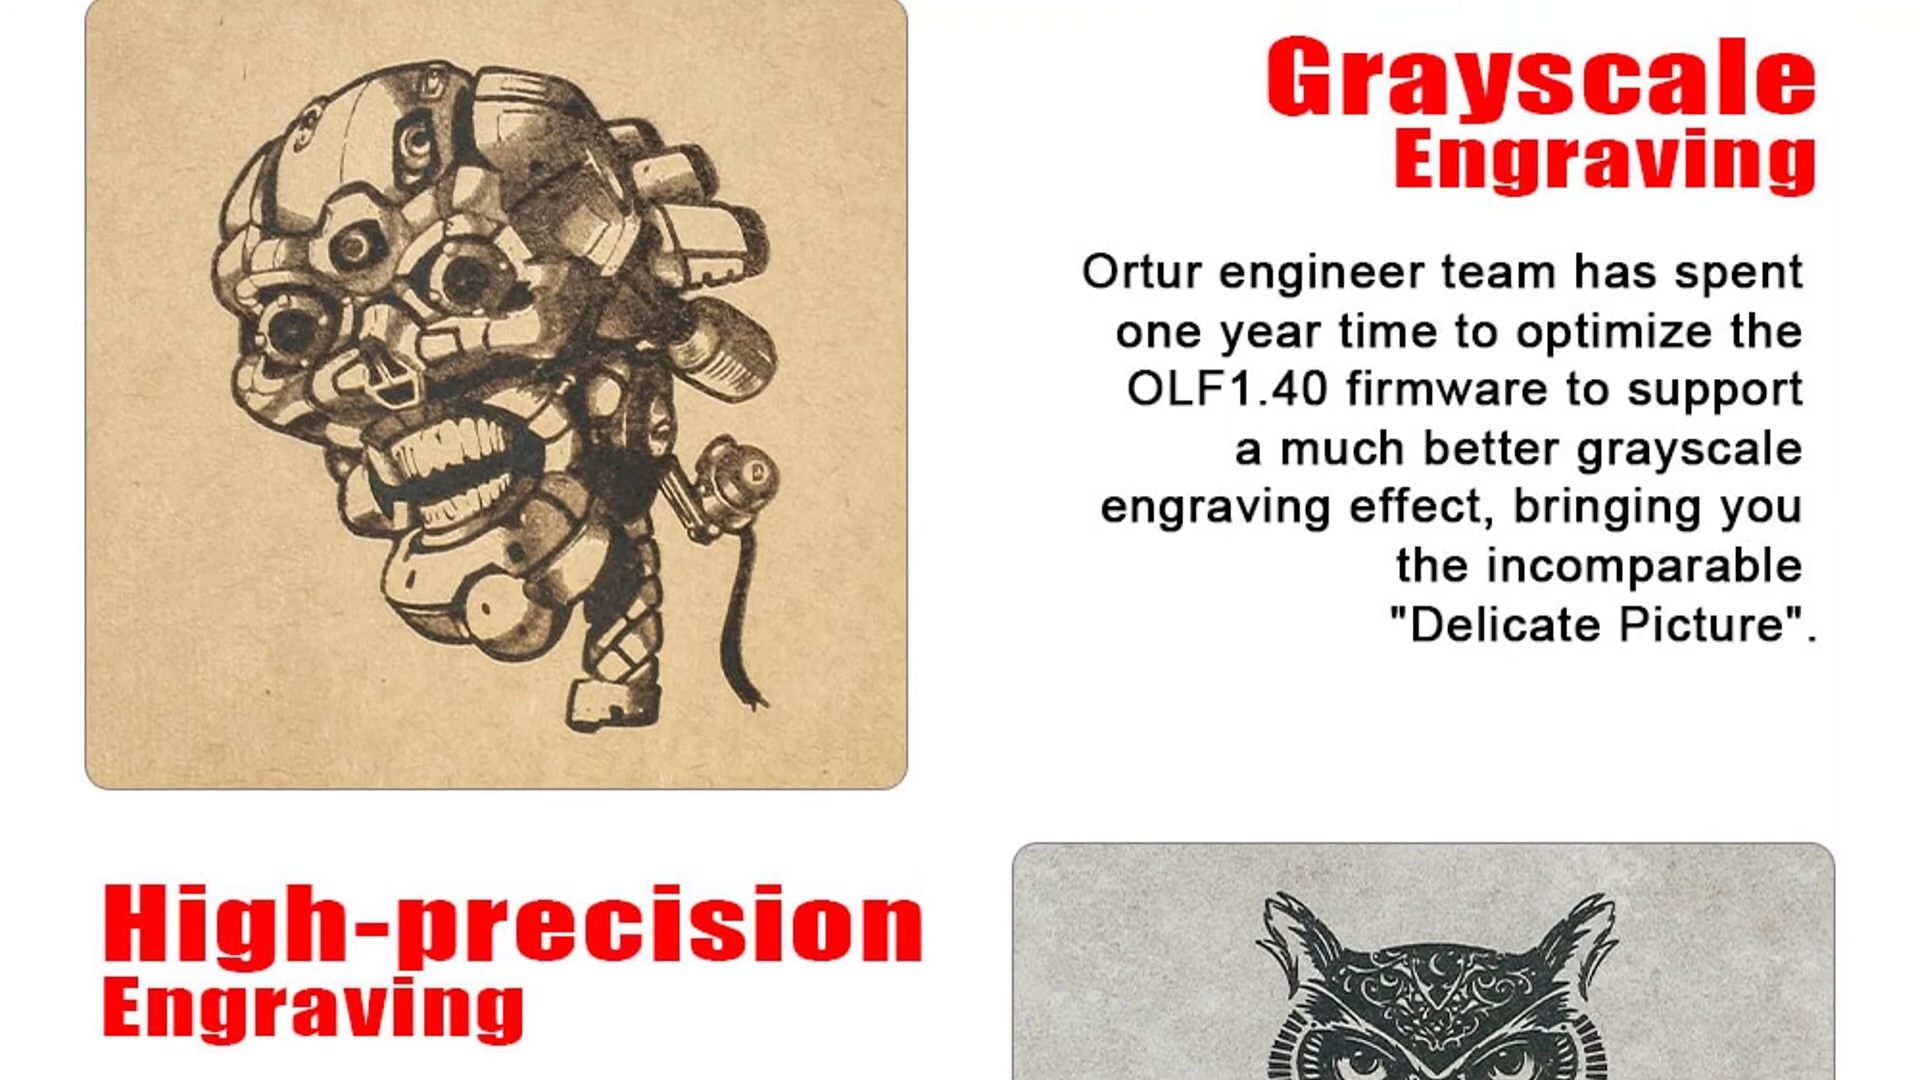 Grayscale
Engraving
Ortur engineer team has spent
one year time to optimize the
OLF1.40 firmware to support
a much better grayscale
engraving effect, bringing you
the incomparable
"Delicate Picture".
High-precision
Engraving